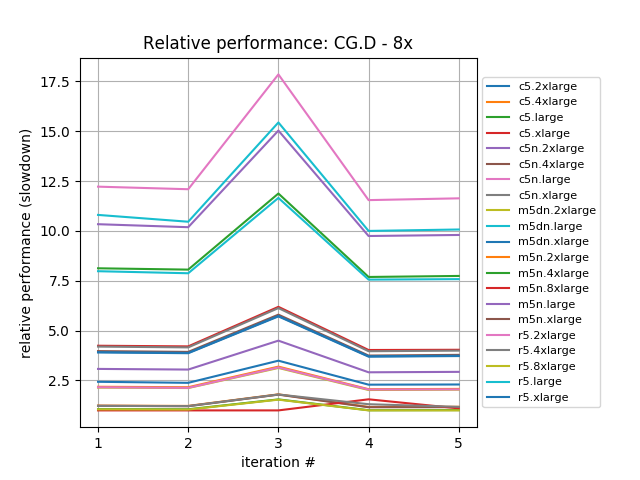 Relative performance: CG.D - 8x
relative performance (slowdown)
17.5
15.0
12.5
10.0
7.5
5.0
2.5
1 2 3 4 5
iteration #
c5.2xlarge
c5.4xlarge
c5.large
c5.xlarge
c5n.2xlarge
c5n.4xlarge
c5n.large
c5n.xlarge
m5dn.2xlarge
m5dn.large
m5dn.xlarge
m5n.2xlarge
m5n.4xlarge
m5n.8xlarge
m5n.large
m5n.xlarge
r5.2xlarge
r5.4xlarge
r5.8xlarge
r5.large
r5.xlarge